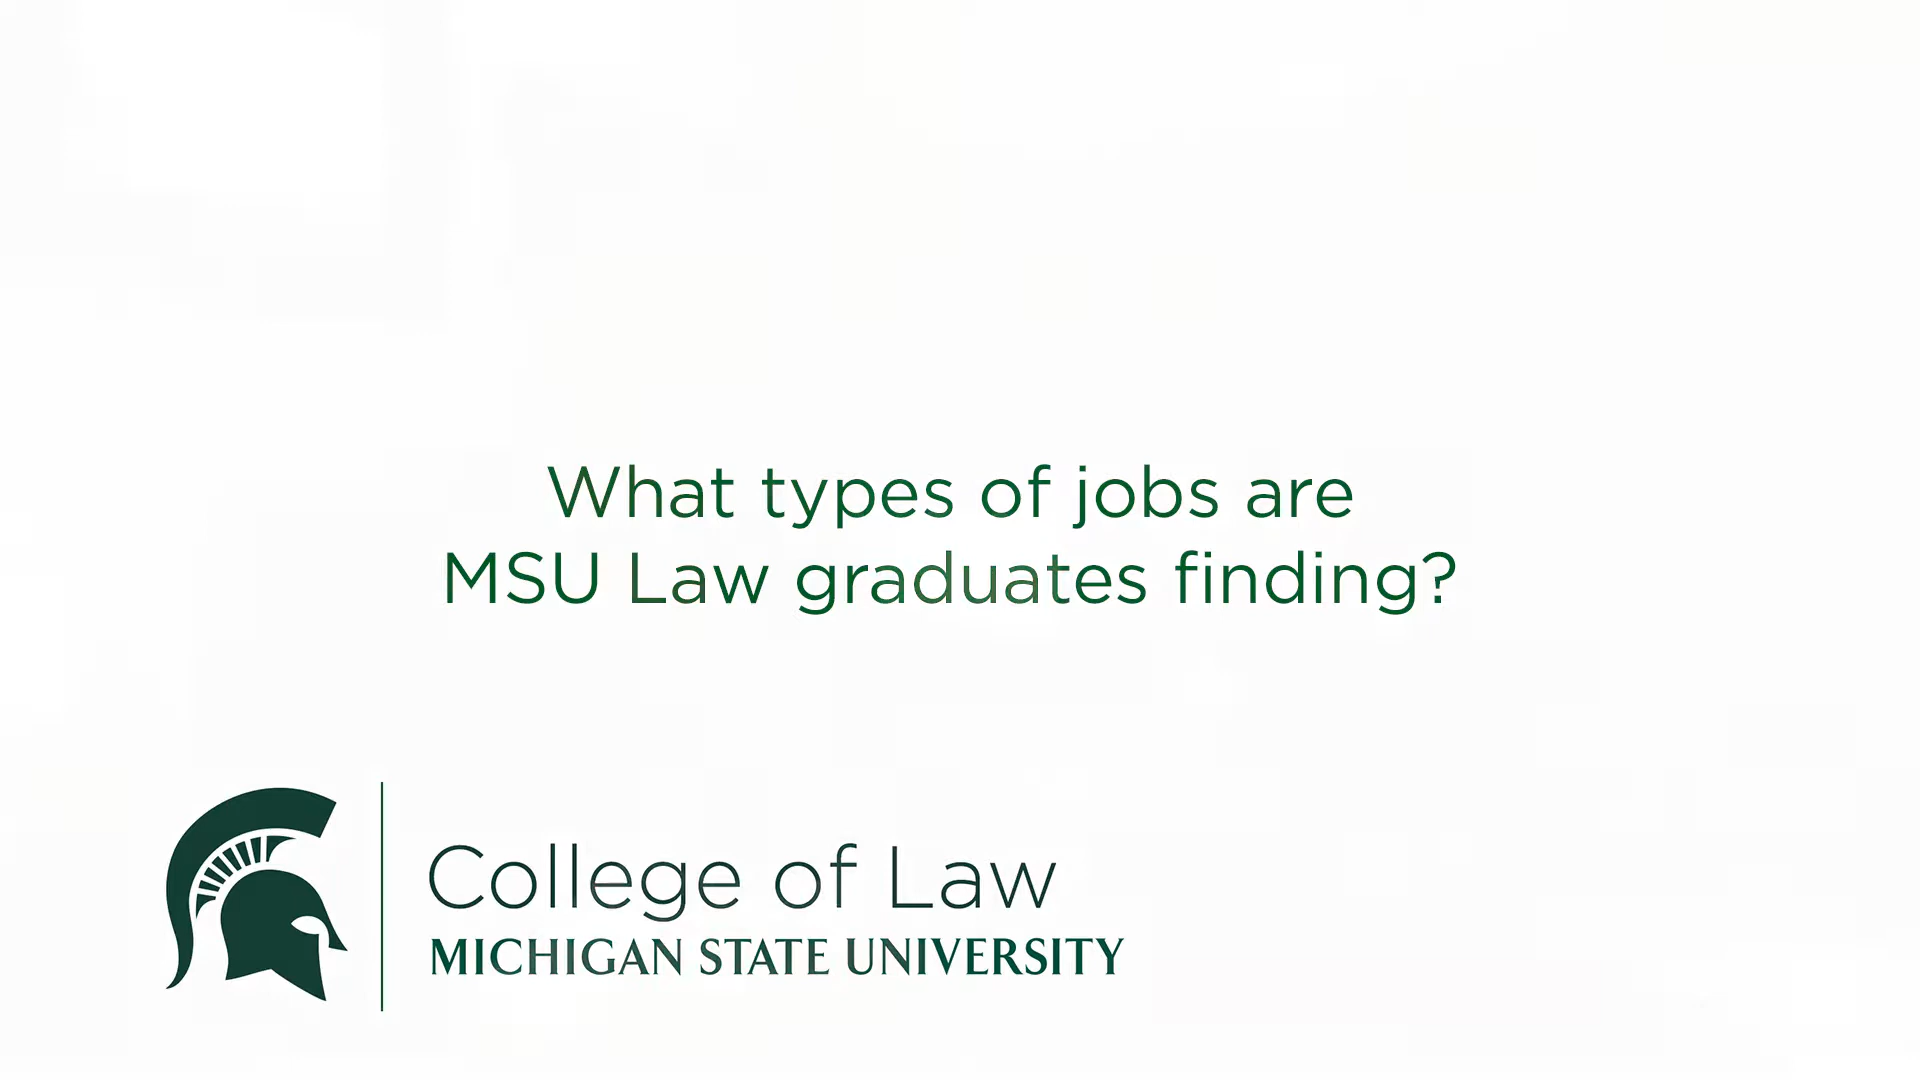 What types of jobs are
MSU Law graduates finding?
College of Law
MICHIGAN STATE UNIVERSITY